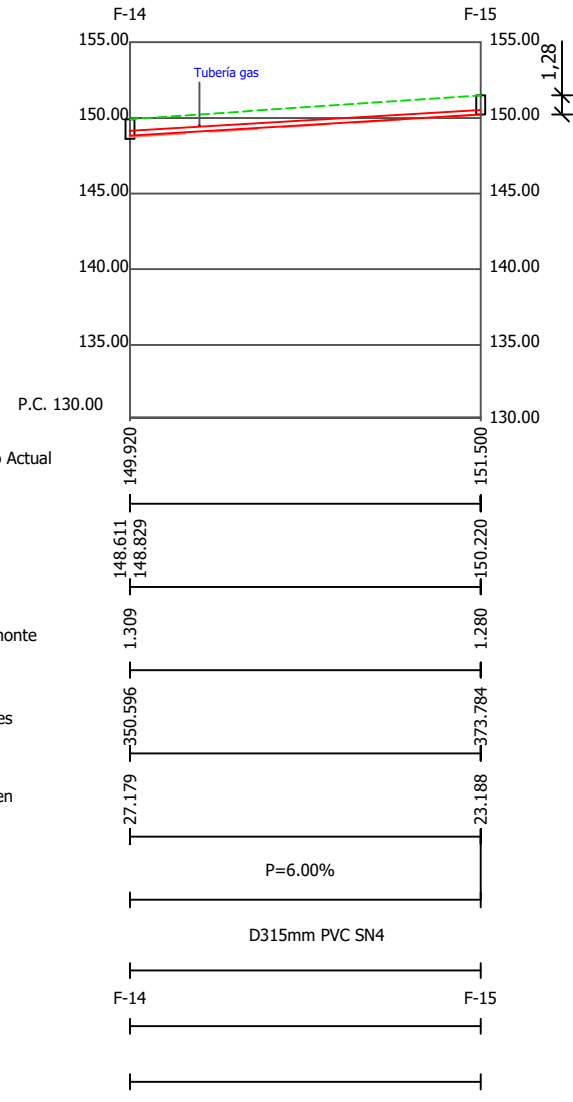 F-14 F-15
155.00 155.00
1,28
Tubería gas
150.00 150.00
145.00 145.00
140.00 140.00
135.00 135.00
P.C. 130.00 130.00
o Actual 149.920 151.500
148.611
148.829 150.220
nonte 1.309 1.280
es 350.596 373.784
en 27.179 23.188
P=6.00%
D315mm PVC SN4
F-14 F-15